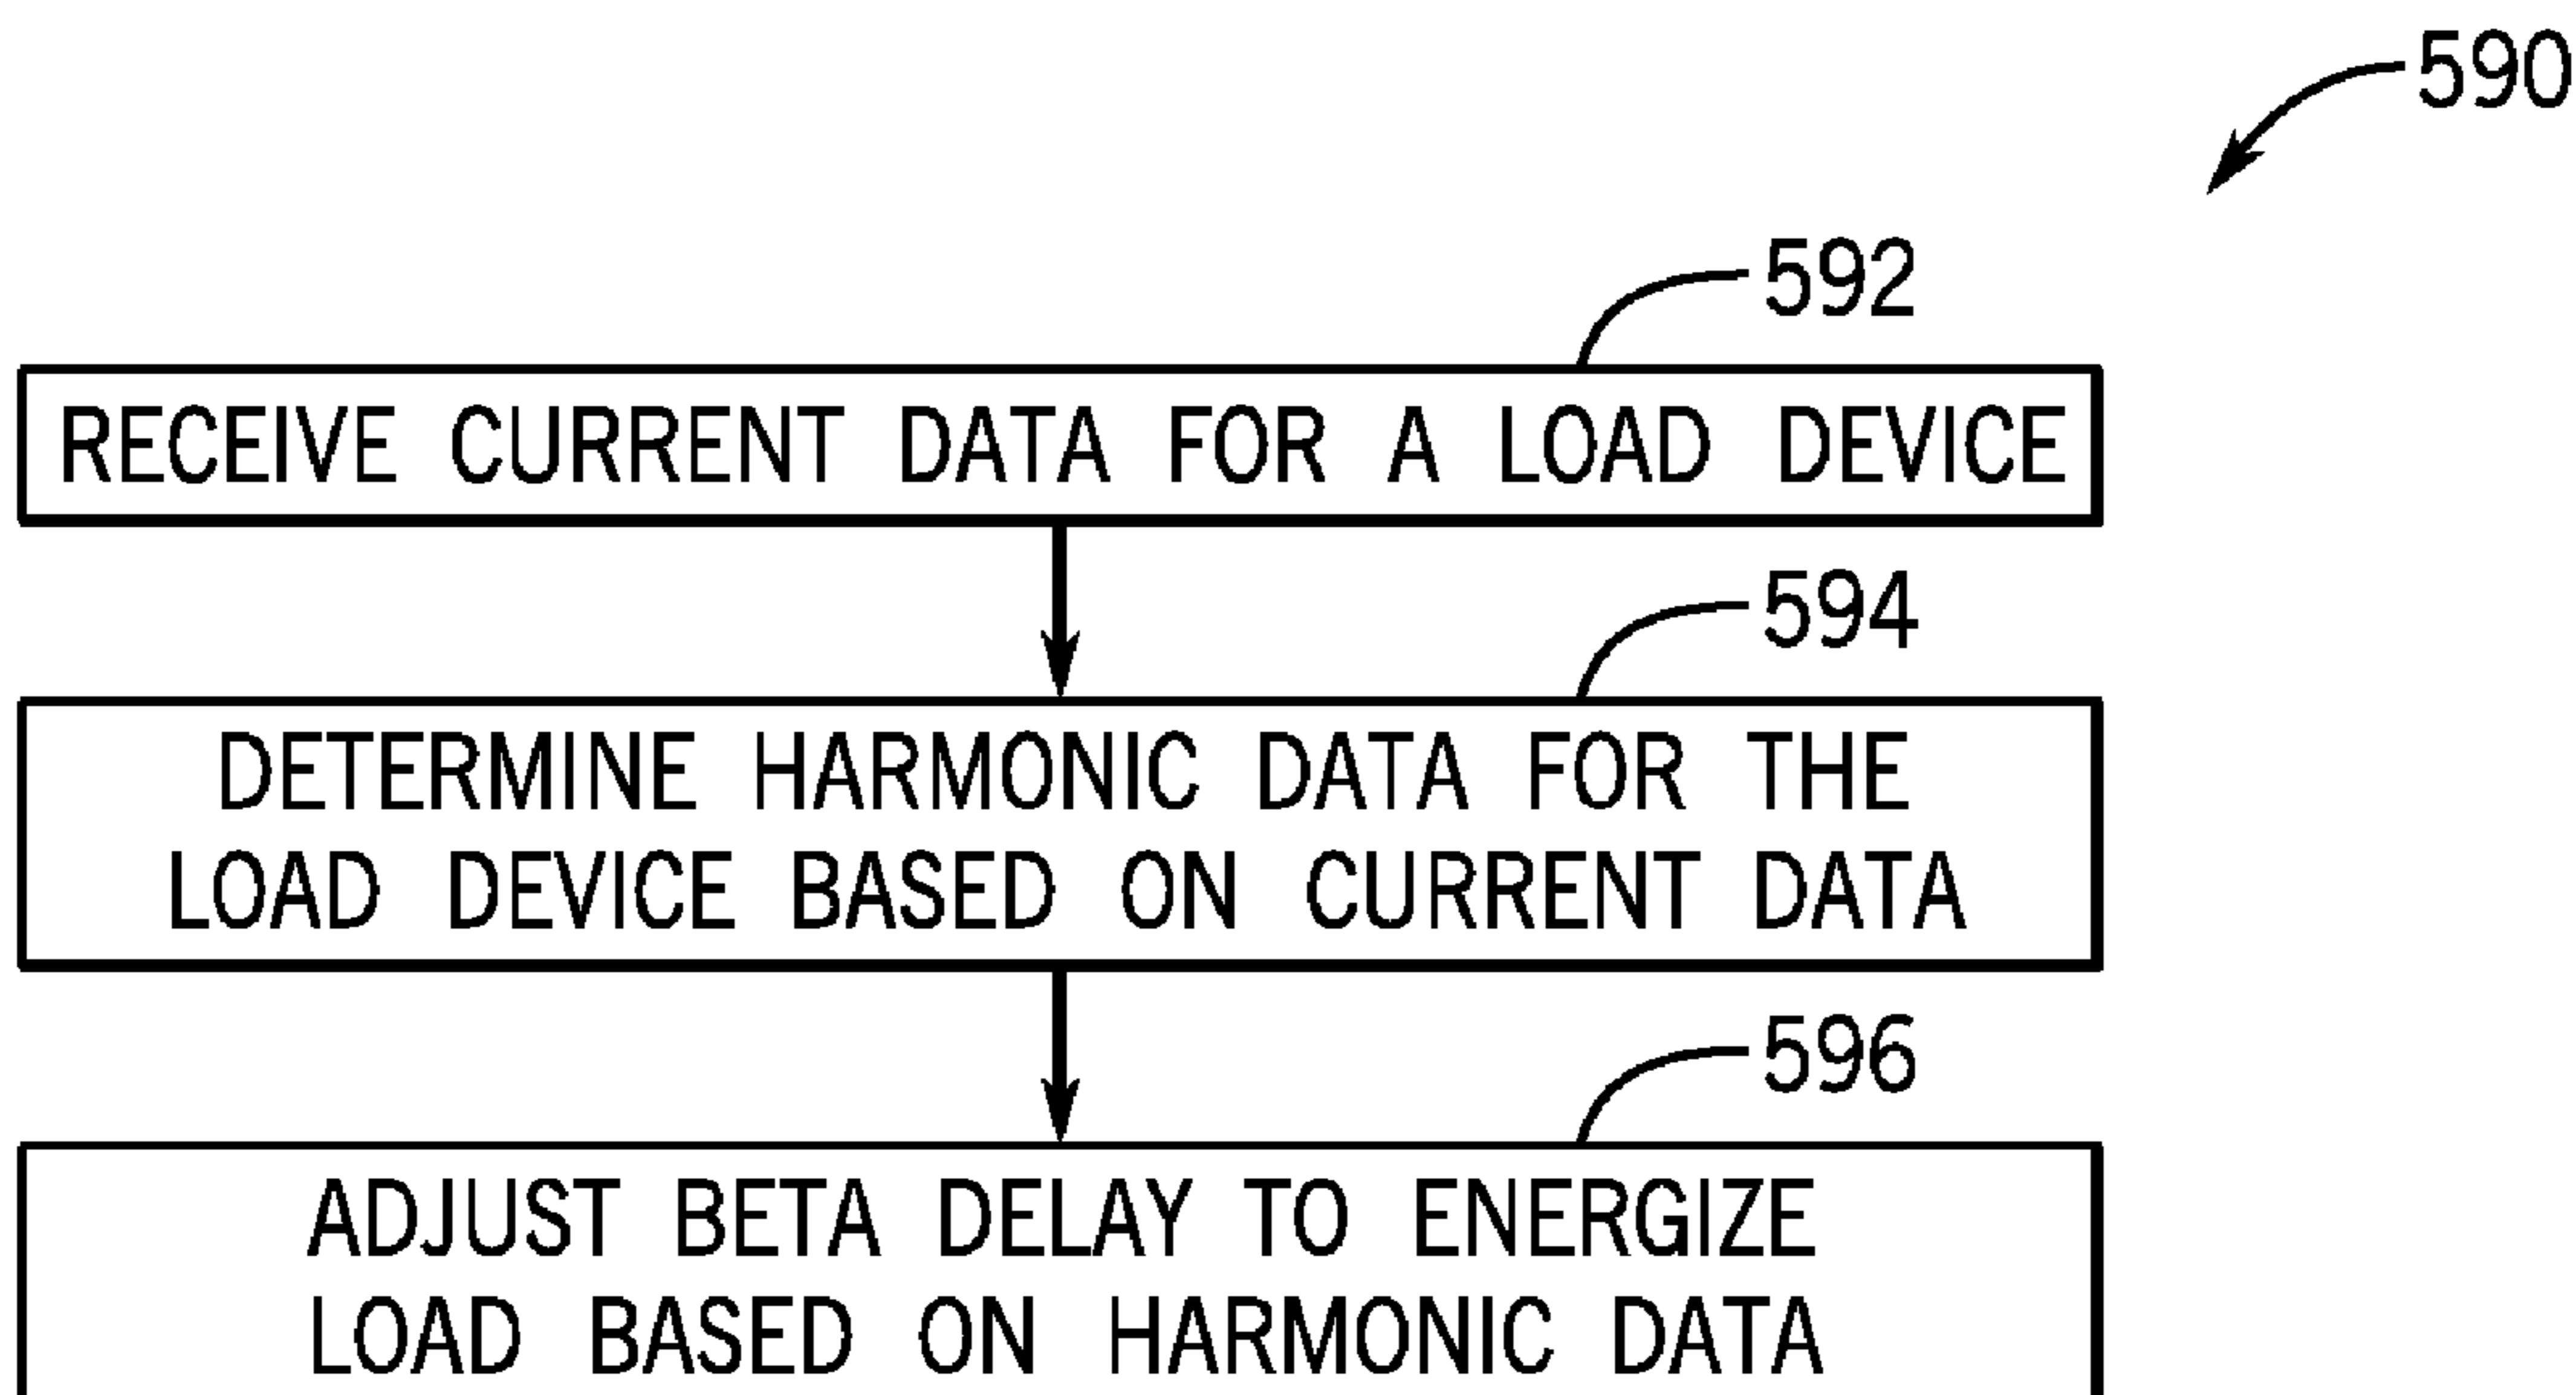 590
592
RECEIVE CURRENT DATA FOR A LOAD DEVICE
594
DETERMINE HARMONIC DATA FOR THE
LOAD DEVICE BASED ON CURRENT DATA
596
ADJUST BETA DELAY TO ENERGIZE
LOAD BASED ON HARMONIC DATA